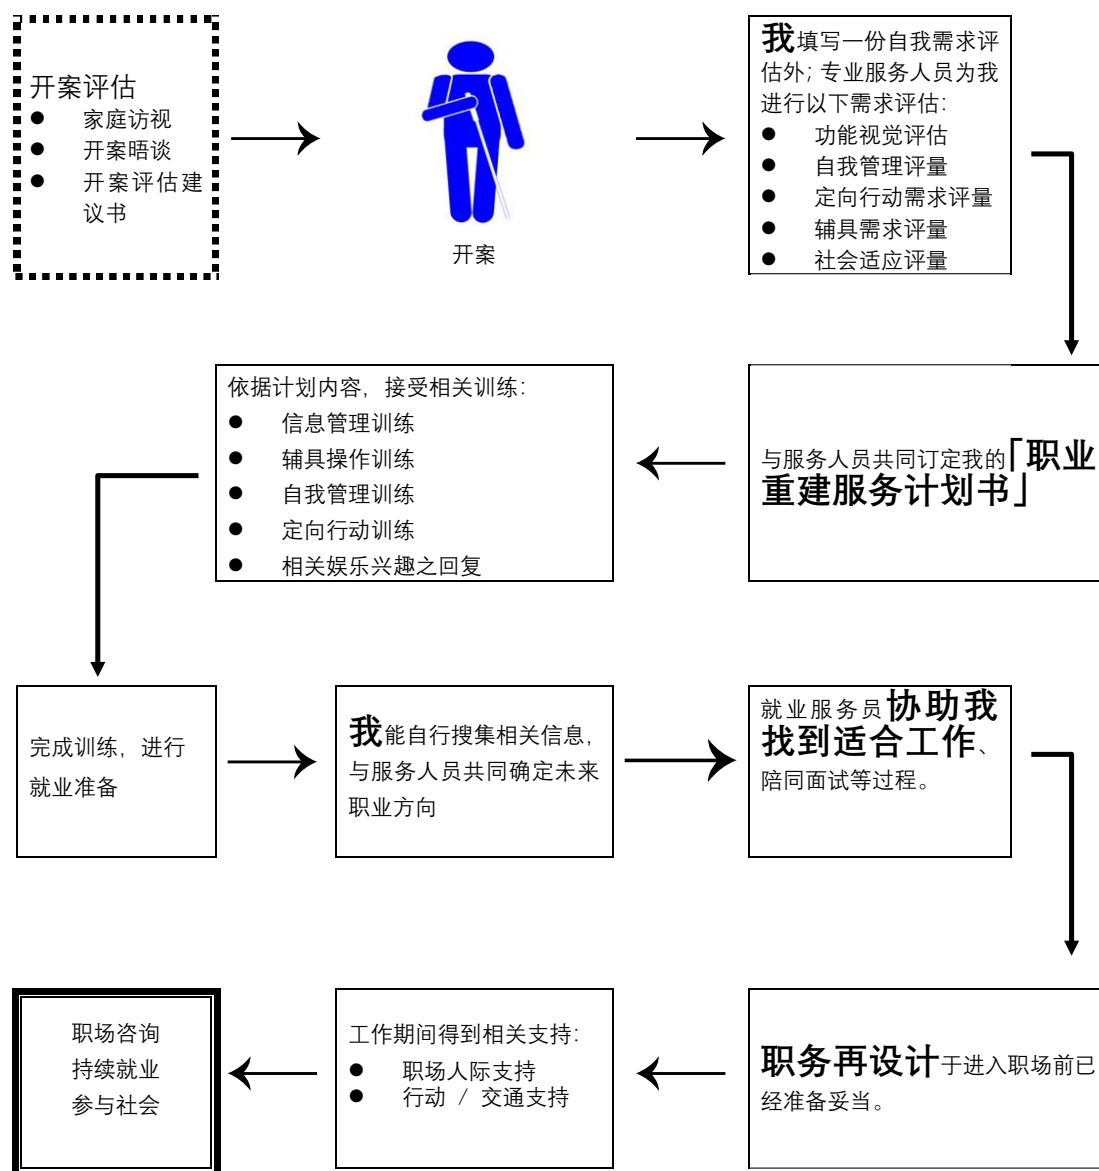 开案评估
● 家庭访视
● 开案晤谈
● 开案评估建
议书
开案
我填写一份自我需求评
估外；专业服务人员为我
进行以下需求评估：
● 功能视觉评估
● 自我管理评量
● 定向行动需求评量
● 辅具需求评量
● 社会适应评量
与服务人员共同订定我的「职业
重建服务计划书」
依据计划内容，接受相关训练：
● 信息管理训练
● 辅具操作训练
● 自我管理训练
● 定向行动训练
● 相关娱乐兴趣之回复
完成训练，进行
就业准备
我能自行搜集相关信息，
与服务人员共同确定未来
职业方向
就业服务员协助我
找到适合工作、
陪同面试等过程。
职务再设计于进入职场前已
经准备妥当。
工作期间得到相关支持：
● 职场人际支持
● 行动 / 交通支持
职场咨询
持续就业
参与社会